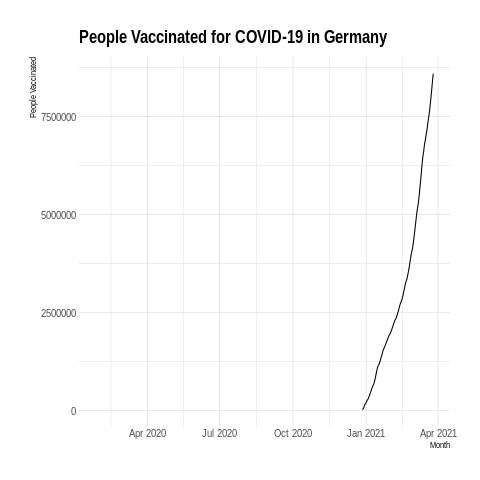 People Vaccinated for COVID-19 in Germany
People Vaccinated
7500000
5000000
2500000
0
Apr 2020 Jul 2020 Oct 2020 Jan 2021 Apr 2021
Month